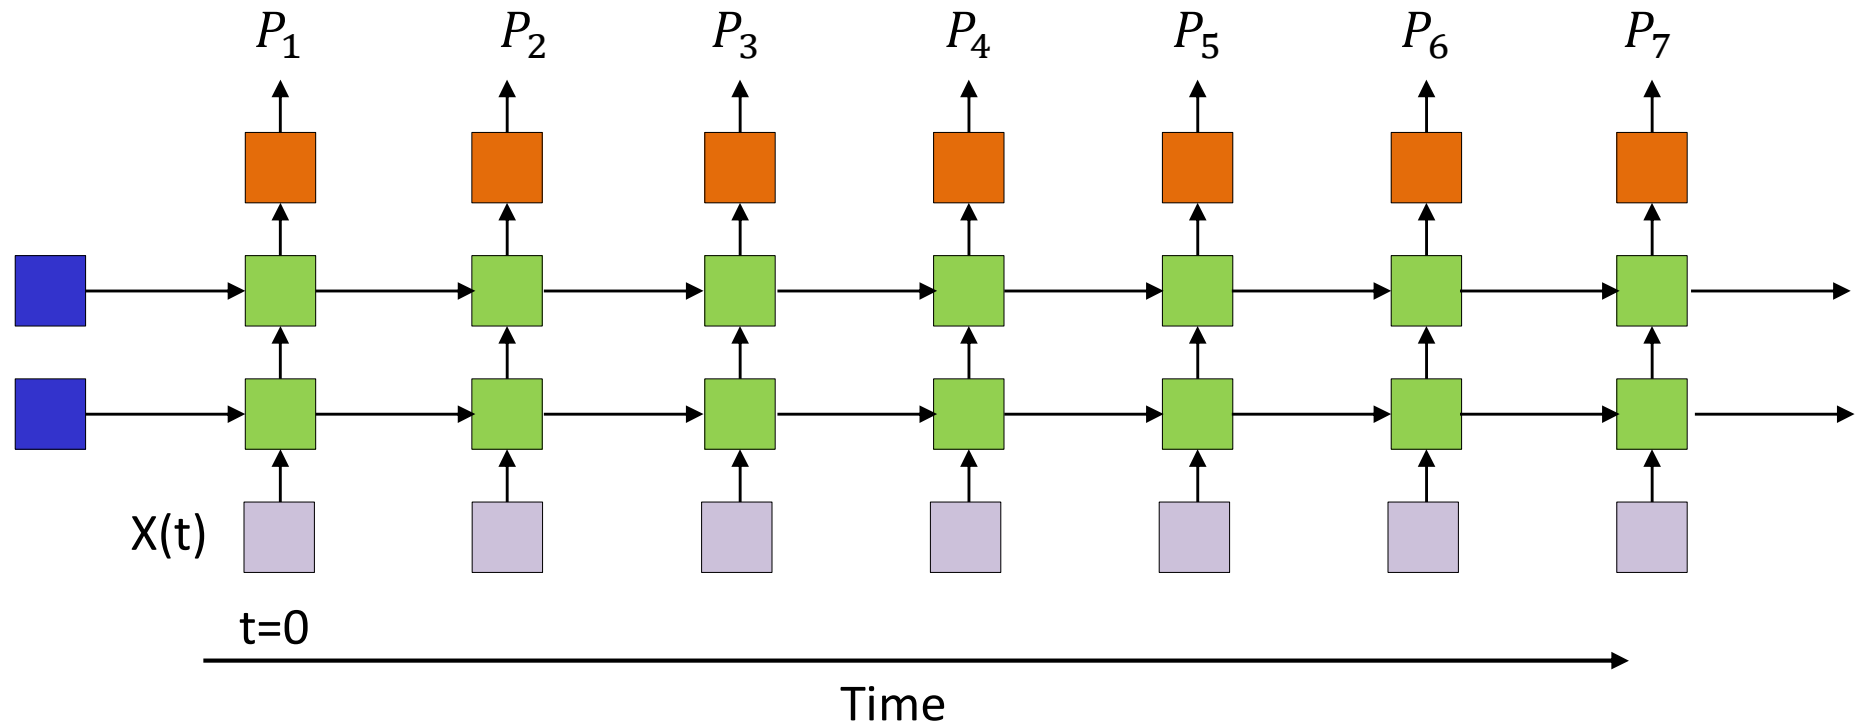 P₁ P₂ P₃ P₄ P₅ P₆ P₇
X(t)
t=0
Time